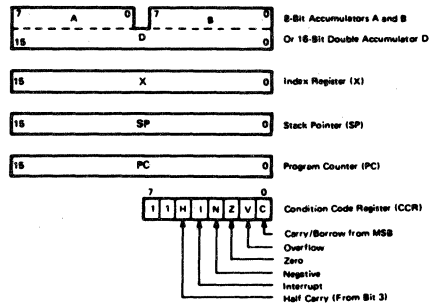 7 A 0 7 B 0 8-Bit Accumulators A and B
15 D 0 Or 16-Bit Double Accumulator D
15 X 0 Index Register (X)
15 SP 0 Stack Pointer (SP)
15 PC 0 Program Counter (PC)
7 0
1 1 H I N Z V C Condition Code Register (CCR)
Carry/Borrow from MSB
Overflow
Zero
Negative
Interrupt
Half Carry (From Bit 3)